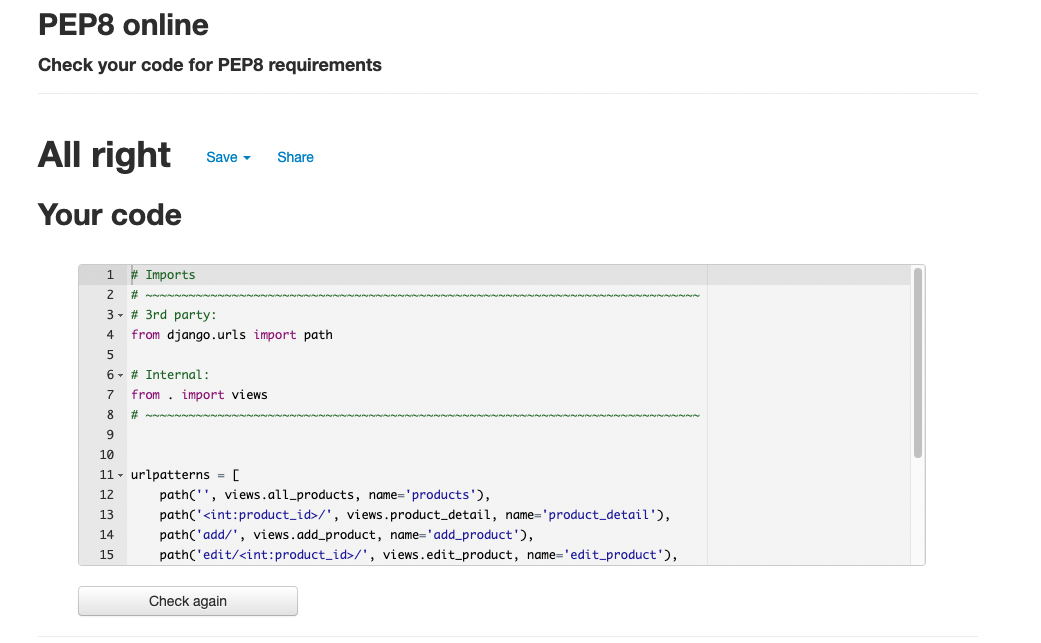 PEP8 online
Check your code for PEP8 requirements
All right Save Share
Your code
1 # Imports
2 # ~~~~~~~~~~~~~~~~~~~~~~~~~~~~~~~~~~~~~~~~~~~~~~~~~~~~~~~~~~~~~~~~~~~~~~~~~~~~~
3 # 3rd party:
4 from django.urls import path
5
6 # Internal:
7 from . import views
8 # ~~~~~~~~~~~~~~~~~~~~~~~~~~~~~~~~~~~~~~~~~~~~~~~~~~~~~~~~~~~~~~~~~~~~~~~~~~~~~
9
10
11 urlpatterns = [
12     path('', views.all_products, name='products'),
13     path('<int:product_id>/', views.product_detail, name='product_detail'),
14     path('add/', views.add_product, name='add_product'),
15     path('edit/<int:product_id>/', views.edit_product, name='edit_product'),
Check again